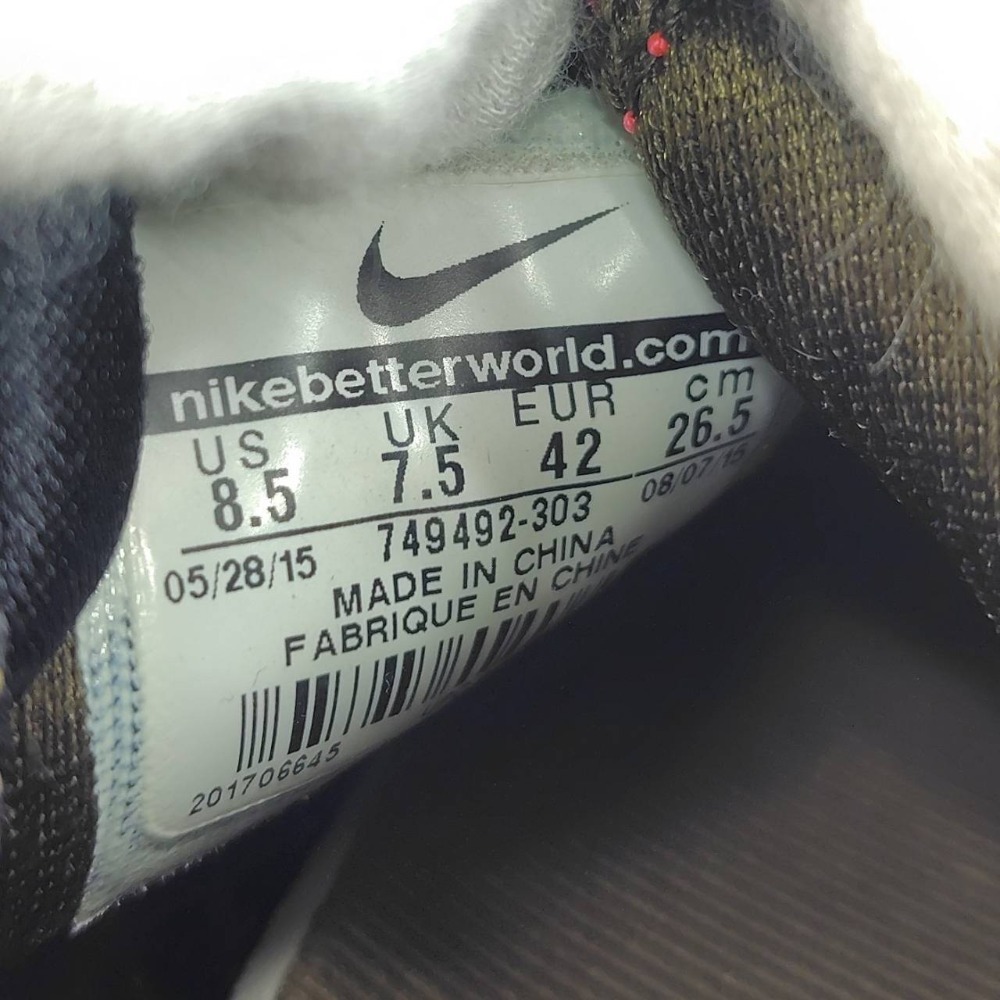 nikebetterworld.com
US UK EUR cm
8.5 7.5 42 26.5
05/28/15 749492-303 08/07/15
MADE IN CHINA
FABRIQUE EN CHINE
201706645